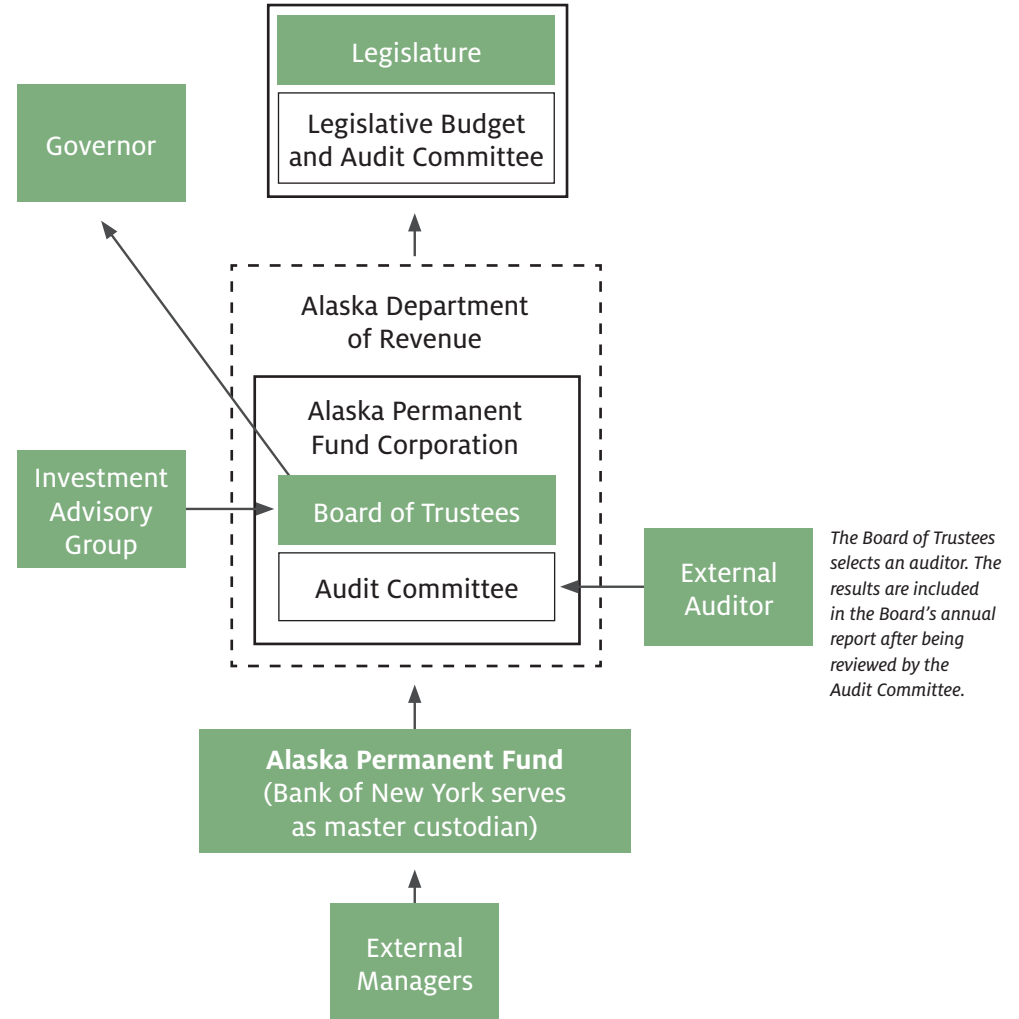 Legislature
Legislative Budget
and Audit Committee
Governor
Alaska Department
of Revenue
Alaska Permanent
Fund Corporation
Investment
Advisory
Group
Board of Trustees
Audit Committee
External
Auditor
The Board of Trustees
selects an auditor. The
results are included
in the Board’s annual
report after being
reviewed by the
Audit Committee.
Alaska Permanent Fund
(Bank of New York serves
as master custodian)
External
Managers